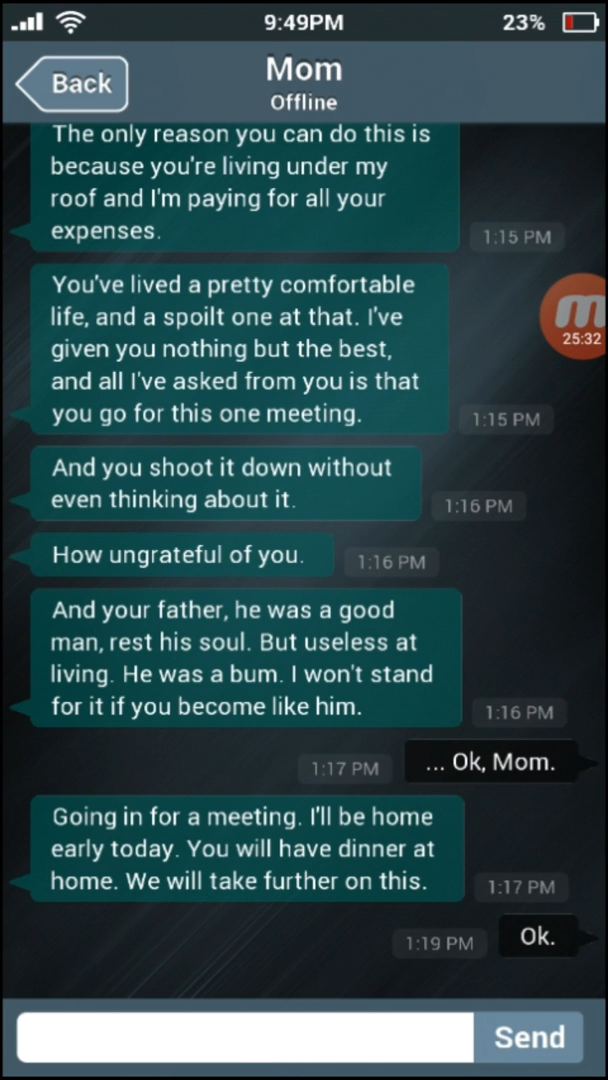 9:49PM
23%
Back
Mom
Offline
The only reason you can do this is
because you're living under my
roof and I'm paying for all your
expenses.
1:15 PM
You've lived a pretty comfortable
life, and a spoilt one at that. I've
given you nothing but the best,
and all I've asked from you is that
you go for this one meeting.
1:15 PM
m
25:32
And you shoot it down without
even thinking about it.
1:16 PM
How ungrateful of you.
1:16 PM
And your father, he was a good
man, rest his soul. But useless at
living. He was a bum. I won't stand
for it if you become like him.
1:16 PM
1:17 PM
... Ok, Mom.
Going in for a meeting. I'll be home
early today. You will have dinner at
home. We will take further on this.
1:17 PM
1:19 PM
Ok.
Send